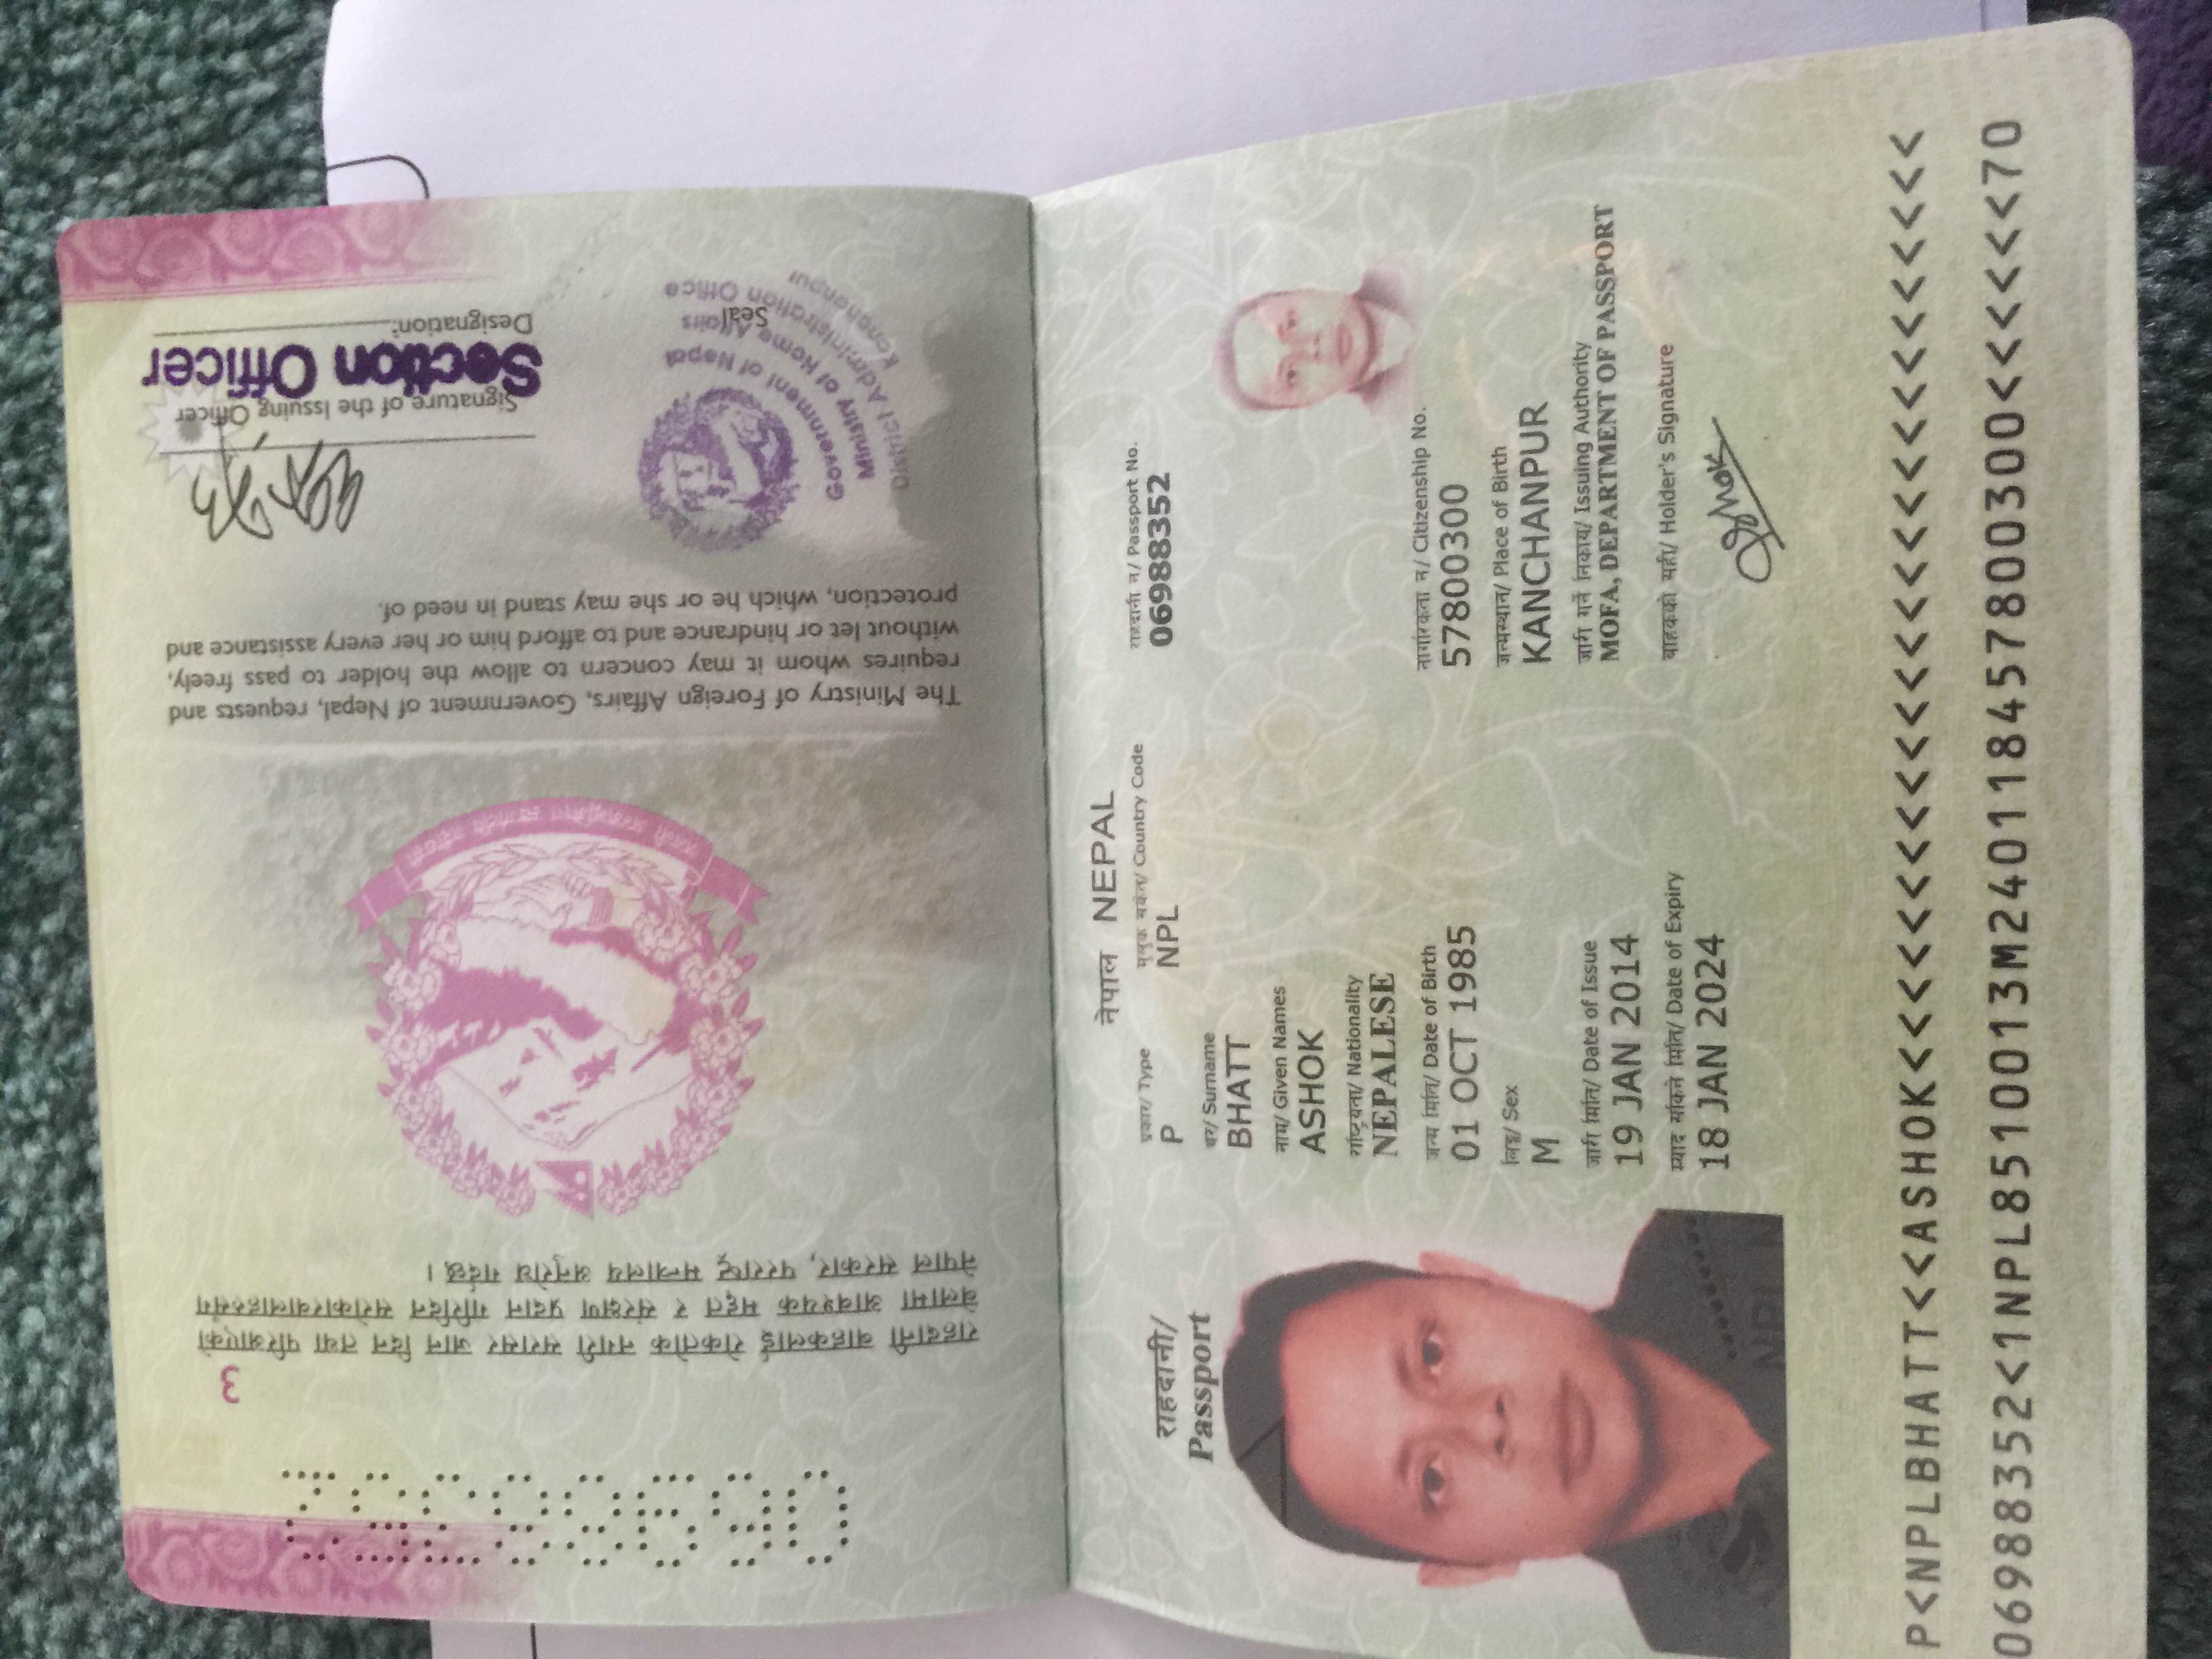 06988352
3
राहदानी बाहकलाई रोकतोक नगरी सरासर जान दिन तथा परिआएको
बेलामा आवश्यक मद्दत र संरक्षण प्रदान गरिदिन सरोकारवालाहरुसँग
नेपाल सरकार, परराष्ट्र मन्त्रालय अनुरोध गर्दछ ।
The Ministry of Foreign Affairs, Government of Nepal, requests and
requires whom it may concern to allow the holder to pass freely,
without let or hindrance and to afford him or her every assistance and
protection, which he or she may stand in need of.
Government of Nepal
Ministry of Home Affairs
District Administration Office
Kanchanpur
Seal
Signature of the Issuing Officer
Section Officer
Designation:
नेपाल NEPAL
राहदानी/
Passport
प्रकार/ Type
P
मुलुक संकेत/ Country Code
NPL
राहदानी नं/ Passport No.
06988352
थर/ Surname
BHATT
नाम/ Given Names
ASHOK
राष्ट्रियता/ Nationality
NEPALESE
जन्म मिति/ Date of Birth
01 OCT 1985
नागरिकता नं/ Citizenship No.
57800300
लिङ्ग/ Sex
M
जन्मस्थान/ Place of Birth
KANCHANPUR
जारी मिति/ Date of Issue
19 JAN 2014
जारी गर्ने निकाय/ Issuing Authority
MOFA, DEPARTMENT OF PASSPORT
म्याद सकिने मिति/ Date of Expiry
18 JAN 2024
बाहकको सही/ Holder's Signature
Ashok
P<NPLBHATT<<ASHOK<<<<<<<<<<<<<<<<<<<<<<<<<<<
06988352<1NPL8510013M240118457800300<<<<<<70